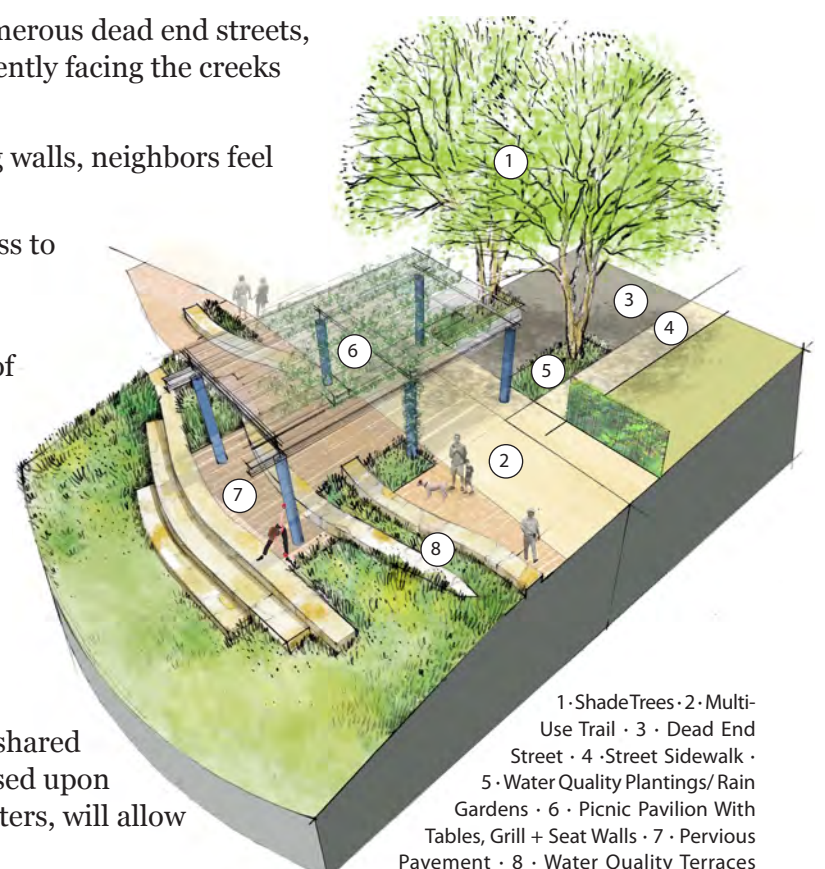 merous dead end streets,
ently facing the creeks
g walls, neighbors feel
ss to
of
shared
sed upon
ters, will allow
1
3
4
6
5
2
7
8
1 · Shade Trees · 2 · Multi-
Use Trail · 3 · Dead End
Street · 4 · Street Sidewalk ·
5 · Water Quality Plantings/ Rain
Gardens · 6 · Picnic Pavilion With
Tables, Grill + Seat Walls · 7 · Pervious
Pavement · 8 · Water Quality Terraces